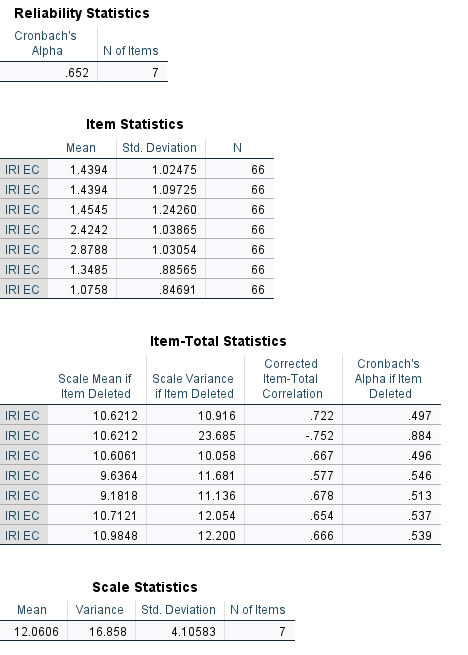 Reliability Statistics
Cronbach's
Alpha N of Items
.652 7
Item Statistics
Mean Std. Deviation N
IRI EC 1.4394 1.02475 66
IRI EC 1.4394 1.09725 66
IRI EC 1.4545 1.24260 66
IRI EC 2.4242 1.03865 66
IRI EC 2.8788 1.03054 66
IRI EC 1.3485 .88565 66
IRI EC 1.0758 .84691 66
Item-Total Statistics
Scale Mean if Item Deleted Scale Variance if Item Deleted Corrected Item-Total Correlation Cronbach's Alpha if Item Deleted
IRI EC 10.6212 10.916 .722 .497
IRI EC 10.6212 23.685 -.752 .884
IRI EC 10.6061 10.058 .667 .496
IRI EC 9.6364 11.681 .577 .546
IRI EC 9.1818 11.136 .678 .513
IRI EC 10.7121 12.054 .654 .537
IRI EC 10.9848 12.200 .666 .539
Scale Statistics
Mean Variance Std. Deviation N of Items
12.0606 16.858 4.10583 7